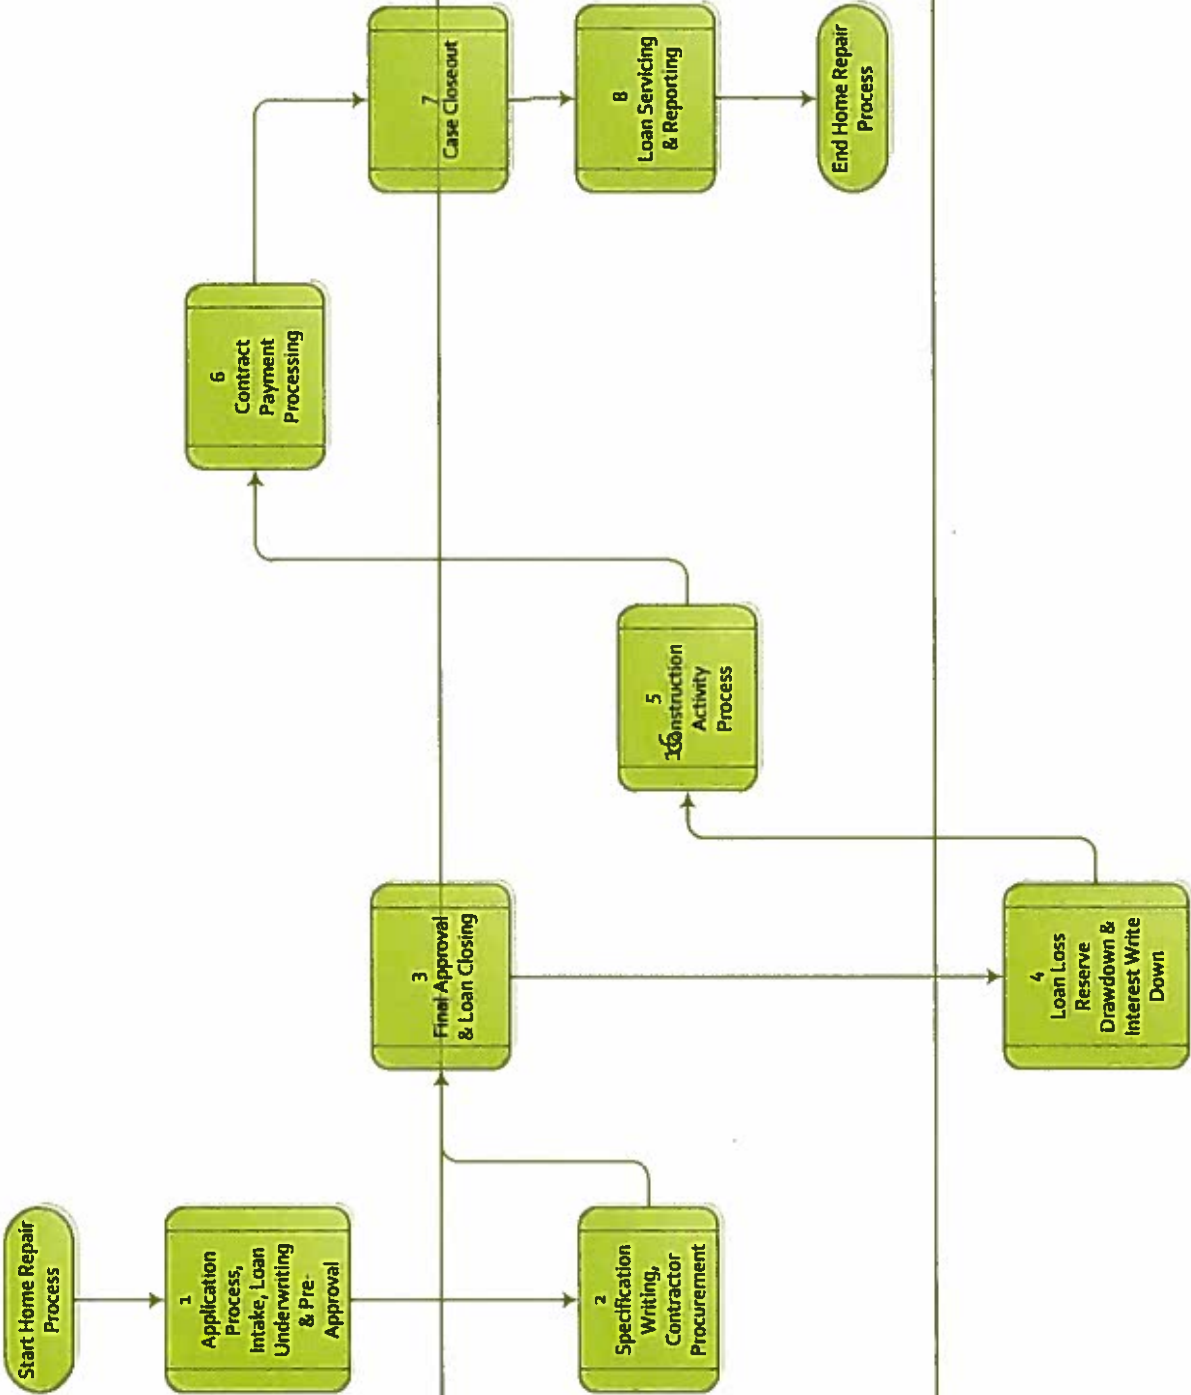 Start Home Repair
Process
1
Application
Process,
Intake, Loan
Underwriting
& Pre-
Approval
2
Specification
Writing,
Contractor
Procurement
3
Final Approval
& Loan Closing
4
Loan Loss
Reserve
Drawdown &
Interest Write
Down
5
Construction
Activity
Process
16
6
Contract
Payment
Processing
7
Case Closeout
8
Loan Servicing
& Reporting
End Home Repair
Process